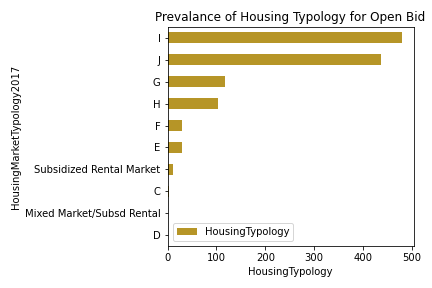 Prevalance of Housing Typology for Open Bid
HousingMarketTypology2017
I
J
G
H
F
E
Subsidized Rental Market
C
Mixed Market/Subsd Rental
D
HousingTypology
0 100 200 300 400 500
HousingTypology